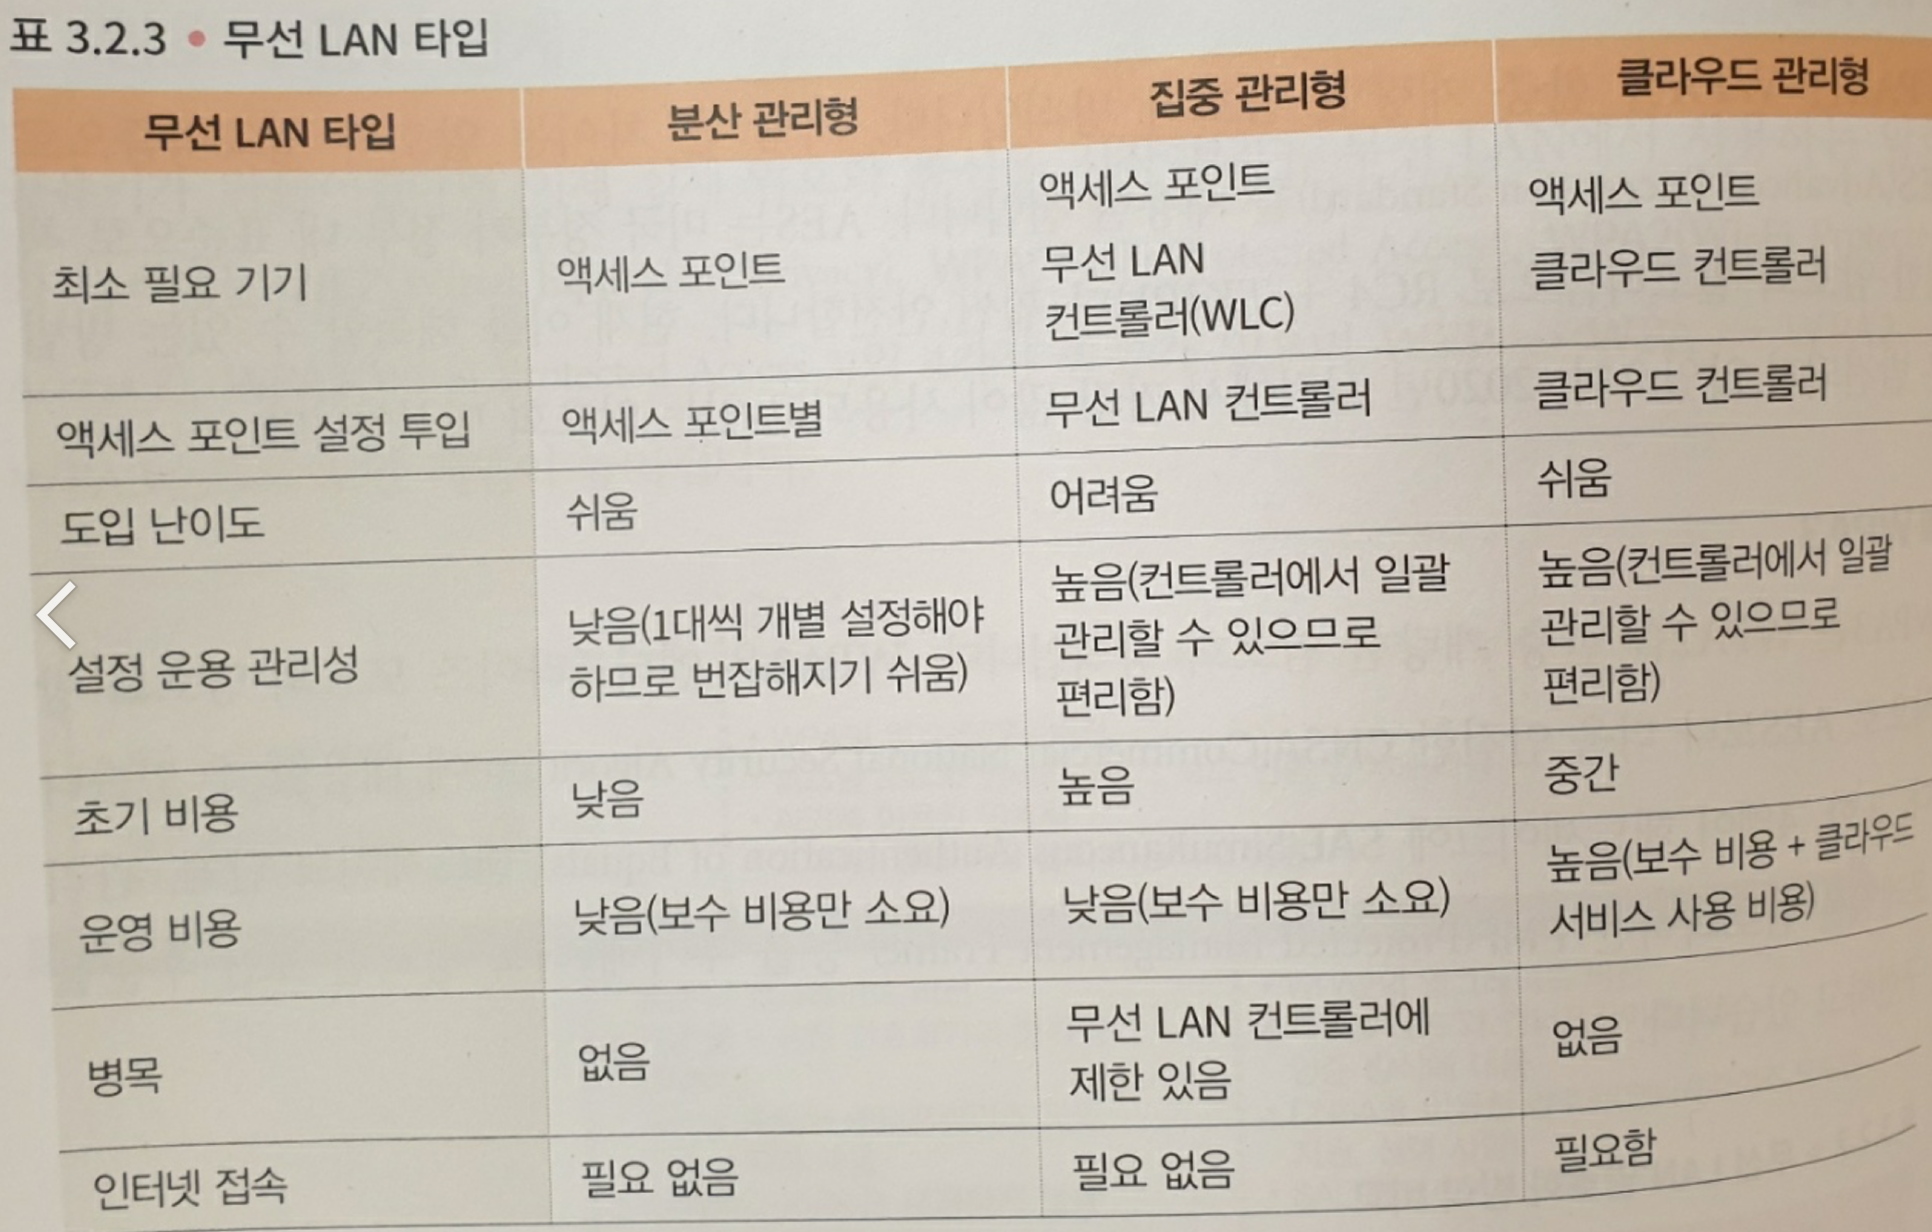 표 3.2.3 • 무선 LAN 타입
무선 LAN 타입 분산 관리형 집중 관리형 클라우드 관리형
최소 필요 기기
액세스 포인트
액세스 포인트
무선 LAN
컨트롤러(WLC)
액세스 포인트
클라우드 컨트롤러
액세스 포인트 설정 투입 액세스 포인트별 무선 LAN 컨트롤러 클라우드 컨트롤러
도입 난이도 쉬움 어려움 쉬움
설정 운용 관리성
낮음(1대씩 개별 설정해야
하므로 번잡해지기 쉬움)
높음(컨트롤러에서 일괄
관리할 수 있으므로
편리함)
높음(컨트롤러에서 일괄
관리할 수 있으므로
편리함)
초기 비용 낮음 높음 중간
운영 비용
낮음(보수 비용만 소요)
낮음(보수 비용만 소요)
높음(보수 비용 + 클라우드
서비스 사용 비용)
병목
없음
무선 LAN 컨트롤러에
제한 있음
없음
인터넷 접속 필요 없음 필요 없음 필요함